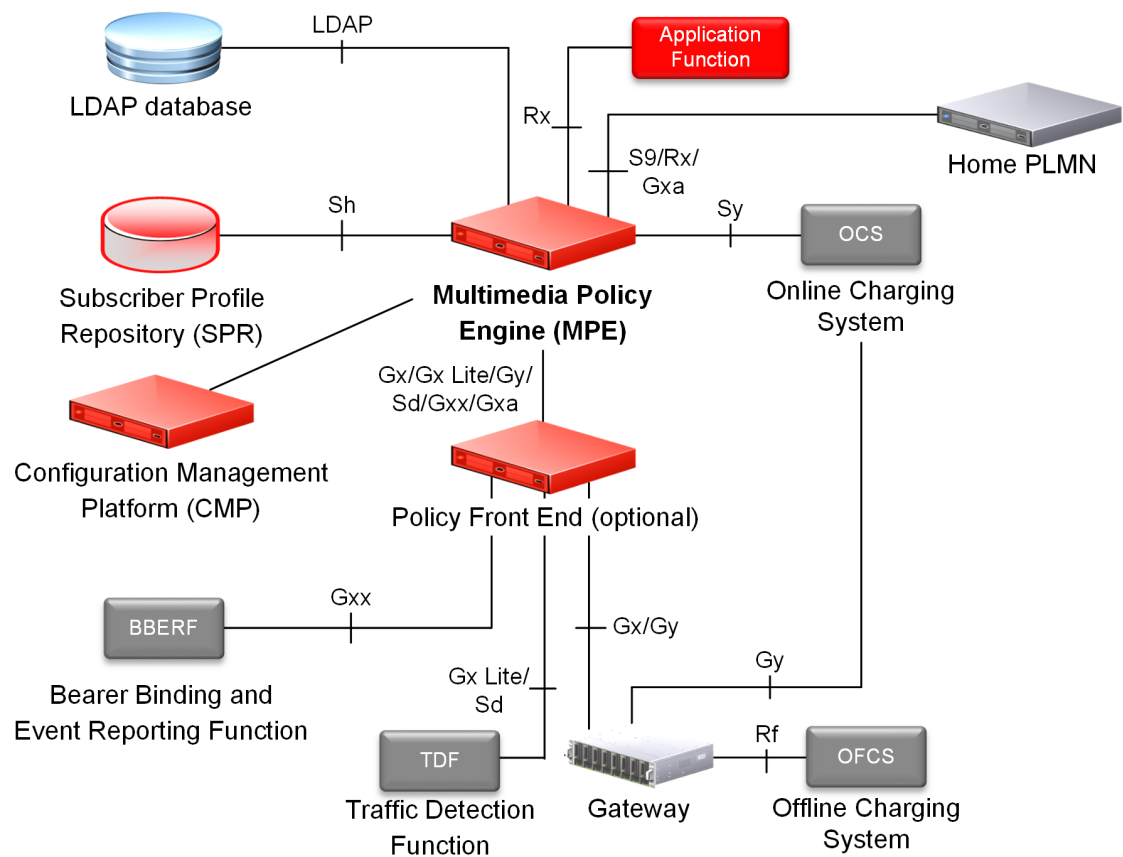 LDAP
Application
Function
LDAP database
Rx
S9/Rx/
Gxa
Home PLMN
Sh
Sy
OCS
Subscriber Profile
Repository (SPR)
Multimedia Policy
Engine (MPE)
Online Charging
System
Gx/Gx Lite/Gy/
Sd/Gxx/Gxa
Configuration Management
Platform (CMP)
Policy Front End (optional)
Gxx
BBERF
Gx/Gy
Bearer Binding and
Event Reporting Function
Gx Lite/
Sd
Gy
TDF
Rf
OFCS
Traffic Detection
Function
Gateway
Offline Charging
System